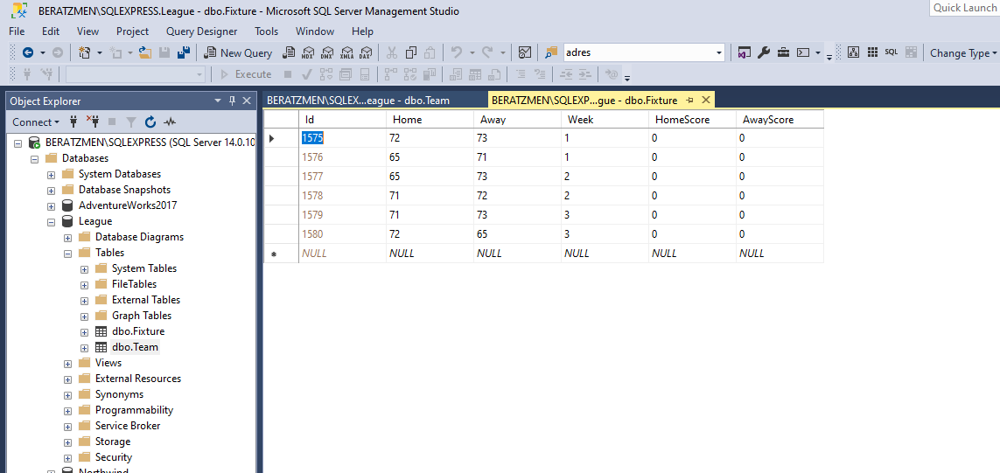 BERATZMEN\SQLEXPRESS.League - dbo.Fixture - Microsoft SQL Server Management Studio
Quick Launch
File Edit View Project Query Designer Tools Window Help
New Query MDX DMX XMLA DAX adres SQL Change Type
Execute
Object Explorer
BERATZMEN\SQLEX...eague - dbo.Team
BERATZMEN\SQLEXP...gue - dbo.Fixture
Connect
BERATZMEN\SQLEXPRESS (SQL Server 14.0.10
Databases
System Databases
Database Snapshots
AdventureWorks2017
League
Database Diagrams
Tables
System Tables
FileTables
External Tables
Graph Tables
dbo.Fixture
dbo.Team
Views
External Resources
Synonyms
Programmability
Service Broker
Storage
Security
Northwind
Id Home Away Week HomeScore AwayScore
1575 72 73 1 0 0
1576 65 71 1 0 0
1577 65 73 2 0 0
1578 71 72 2 0 0
1579 71 73 3 0 0
1580 72 65 3 0 0
NULL NULL NULL NULL NULL NULL